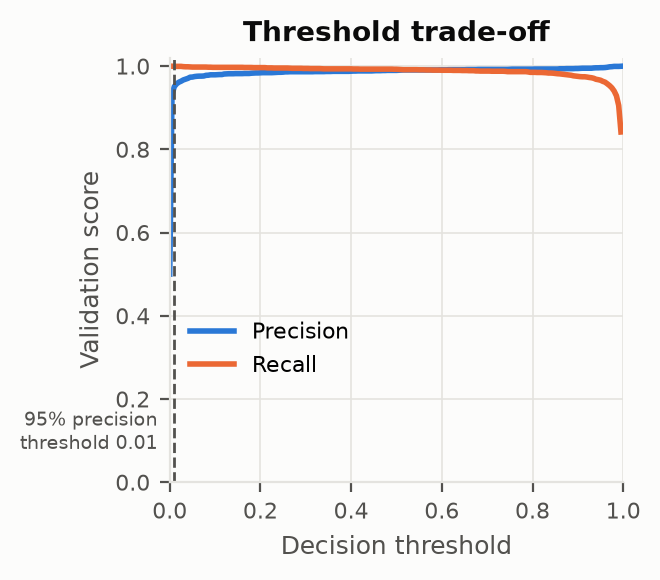 Threshold trade-off
1.0
0.8
0.6
0.4
0.2
0.0
Validation score
Precision
Recall
95% precision
threshold 0.01
0.0 0.2 0.4 0.6 0.8 1.0
Decision threshold